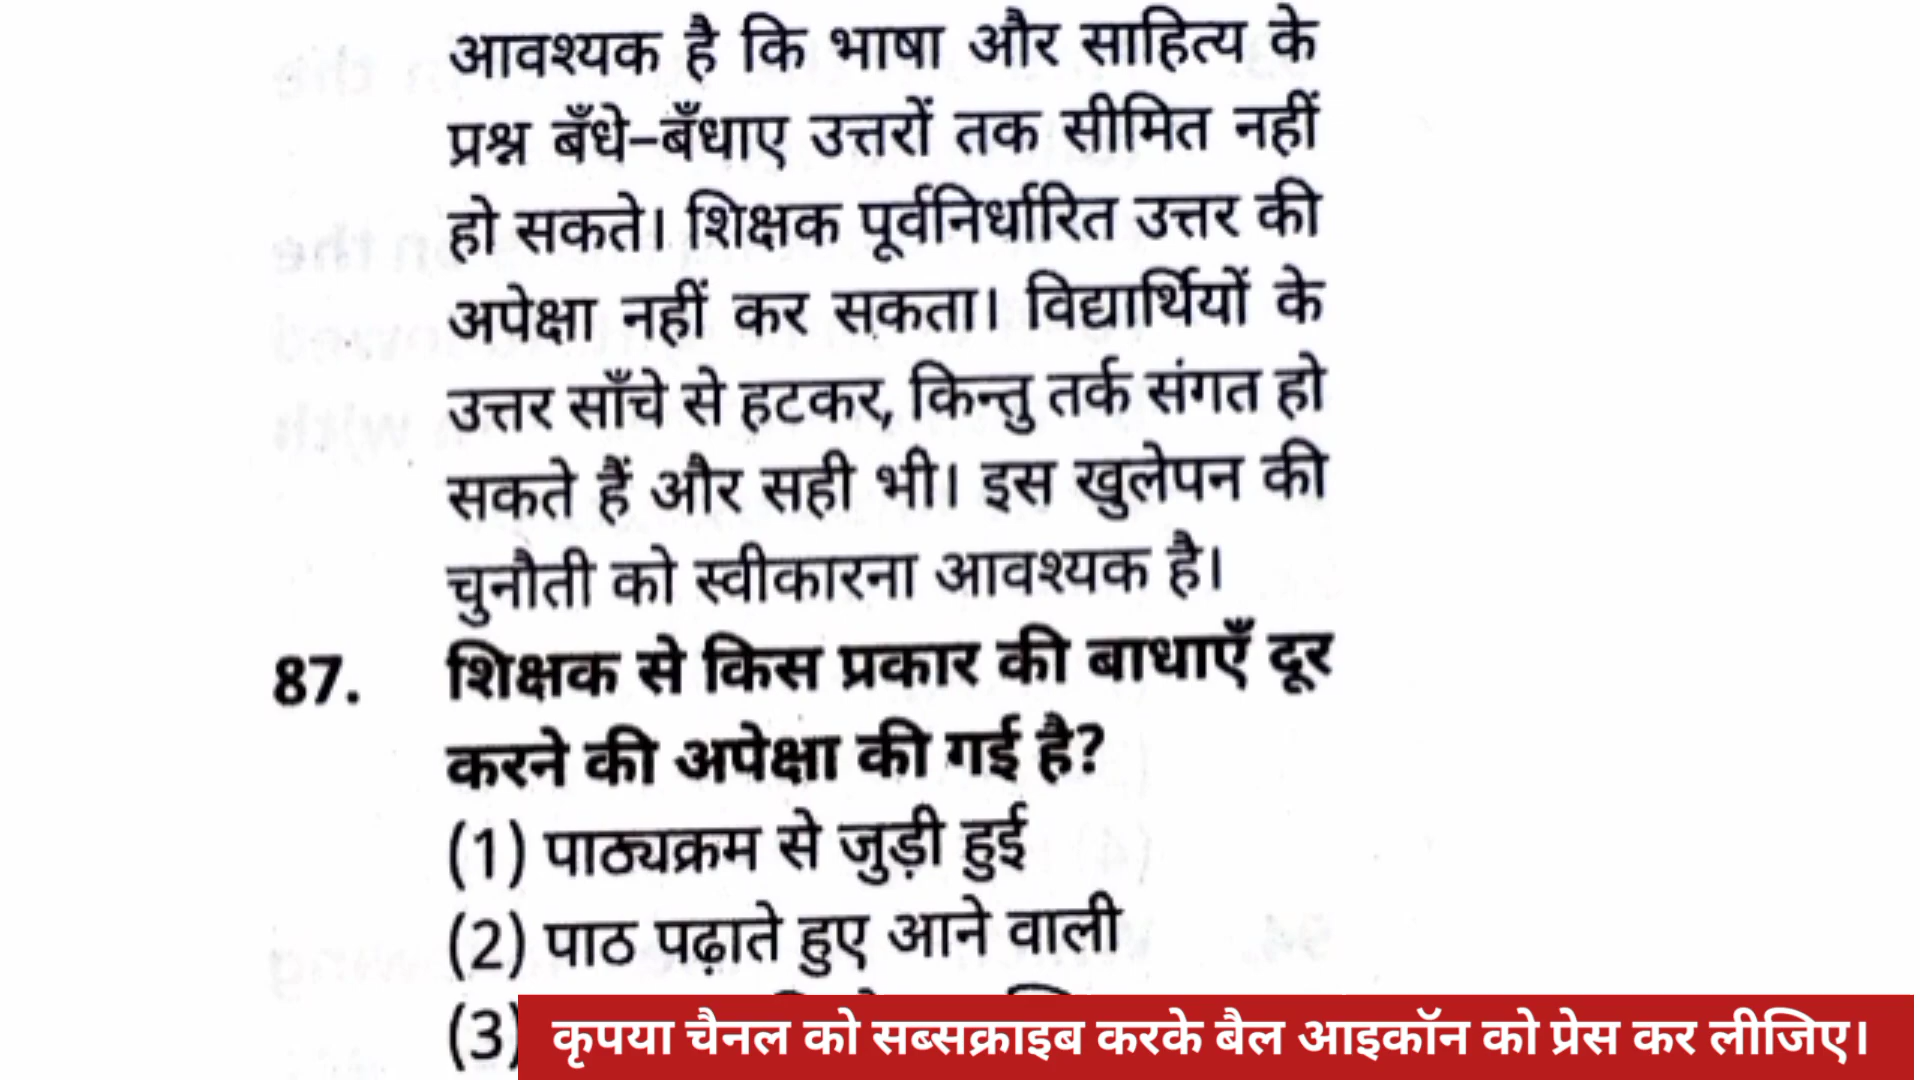 आवश्यक है कि भाषा और साहित्य के
प्रश्न बँधे-बँधाए उत्तरों तक सीमित नहीं
हो सकते। शिक्षक पूर्वनिर्धारित उत्तर की
अपेक्षा नहीं कर सकता। विद्यार्थियों के
उत्तर साँचे से हटकर, किन्तु तर्क संगत हो
सकते हैं और सही भी। इस खुलेपन की
चुनौती को स्वीकारना आवश्यक है।
87. शिक्षक से किस प्रकार की बाधाएँ दूर
करने की अपेक्षा की गई है?
(1) पाठ्यक्रम से जुड़ी हुई
(2) पाठ पढ़ाते हुए आने वाली
(3)
कृपया चैनल को सब्सक्राइब करके बैल आइकॉन को प्रेस कर लीजिए।